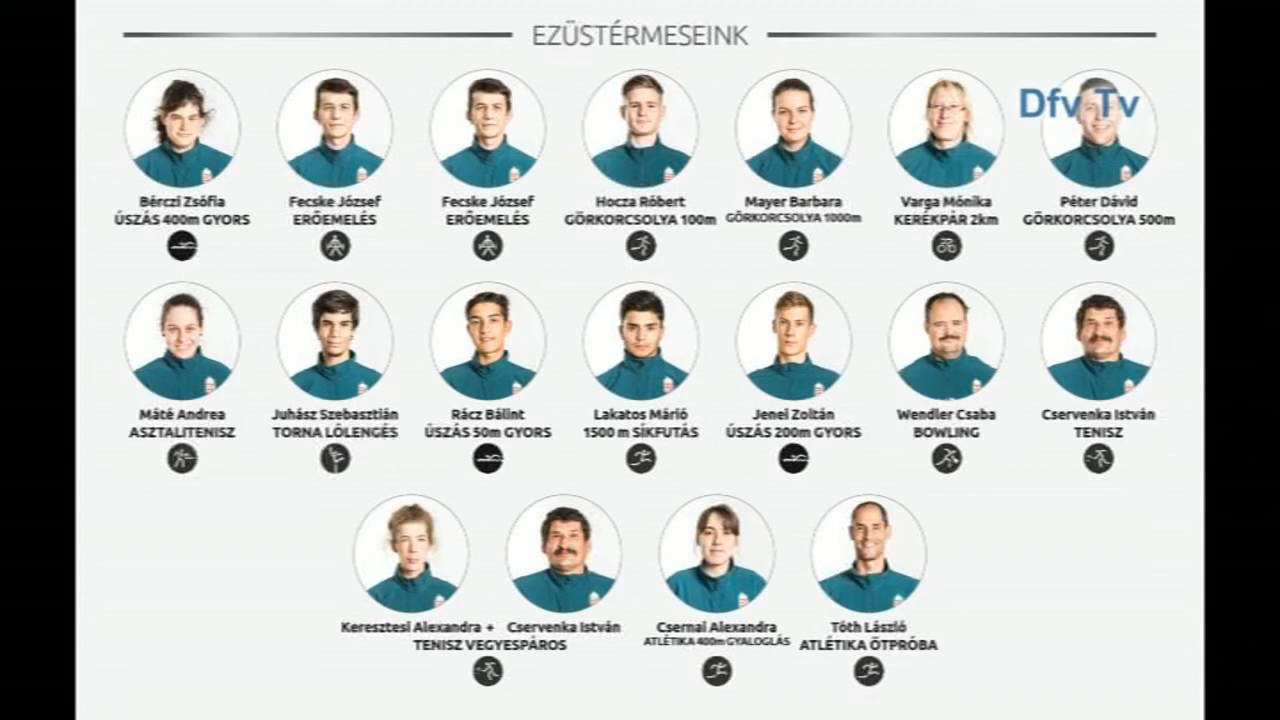 EZÜSTÉRMESEINK
Dfv Tv
Bérczi Zsófia
ÚSZÁS 400m GYORS
Fecske József
ERŐEMELÉS
Fecske József
ERŐEMELÉS
Hocza Róbert
GÖRKORCSOLYA 100m
Mayer Barbara
GÖRKORCSOLYA 1000m
Varga Mónika
KERÉKPÁR 2km
Péter Dávid
GÖRKORCSOLYA 500m
Máté Andrea
ASZTALITENISZ
Juhász Szebasztián
TORNA LÓLENGÉS
Rácz Bálint
ÚSZÁS 50m GYORS
Lakatos Márió
1500 m SÍKFUTÁS
Jenei Zoltán
ÚSZÁS 200m GYORS
Wendler Csaba
BOWLING
Cservenka István
TENISZ
Keresztesi Alexandra + Cservenka István
TENISZ VEGYESPÁROS
Csernai Alexandra
ATLÉTIKA 400m GYALOGLÁS
Tóth László
ATLÉTIKA ÖTPRÓBA